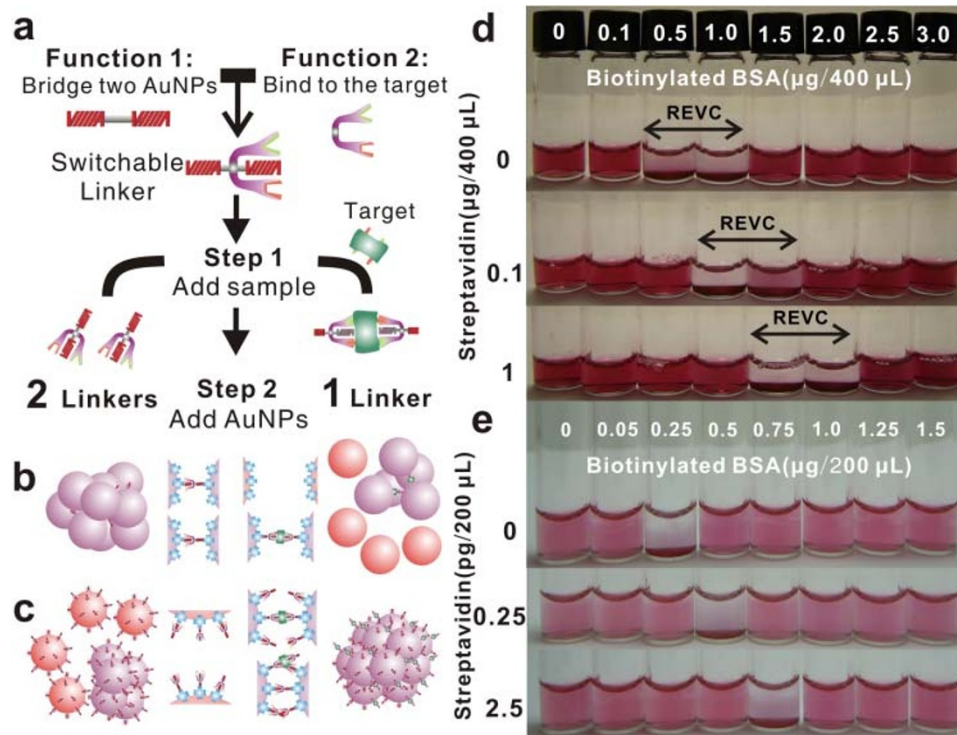 a
Function 1:
Bridge two AuNPs
Function 2:
Bind to the target
Switchable
Linker
Target
Step 1
Add sample
2 Linkers
Step 2
Add AuNPs
1 Linker
b
c
d
0 0.1 0.5 1.0 1.5 2.0 2.5 3.0
Biotinylated BSA(µg/400 µL)
Streptavidin(µg/400 µL)
REVC
0
REVC
0.1
REVC
1
e
0 0.05 0.25 0.5 0.75 1.0 1.25 1.5
Biotinylated BSA(µg/200 µL)
Streptavidin(pg/200 µL)
0
0.25
2.5